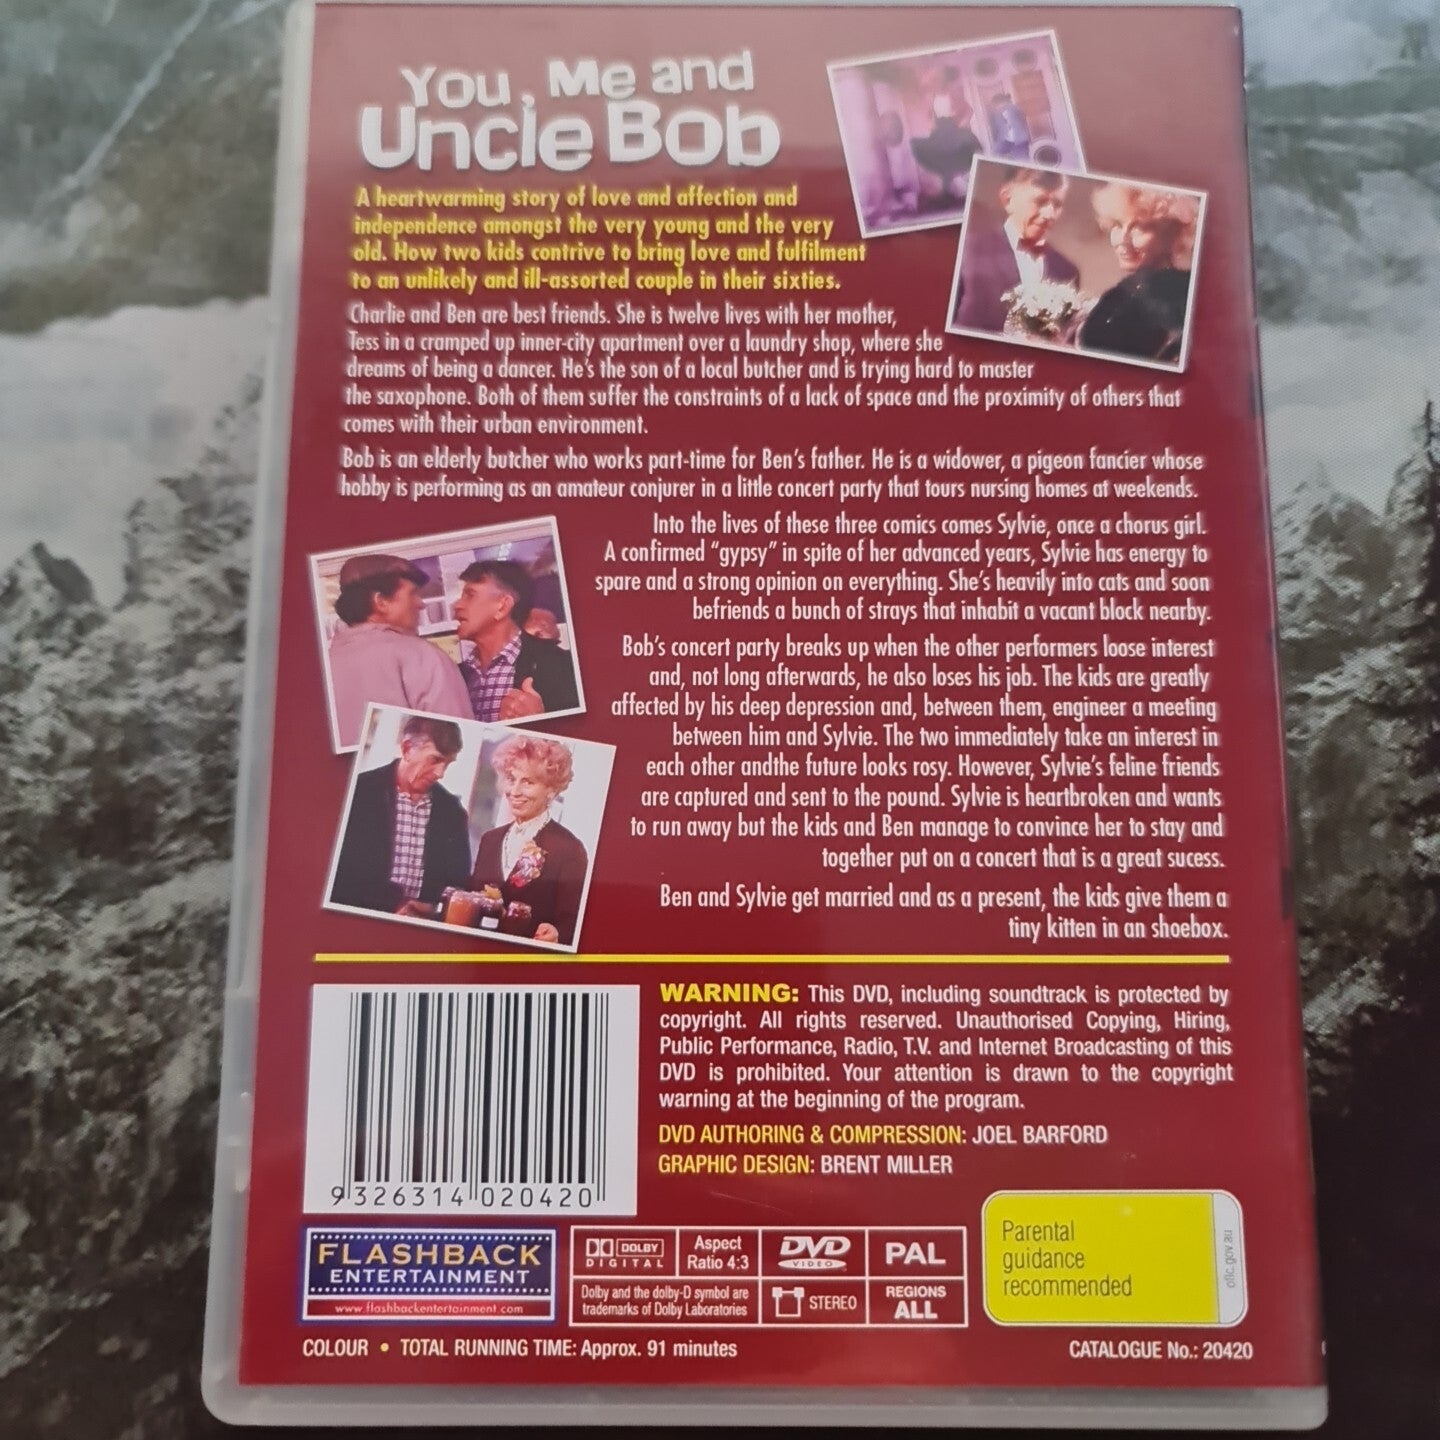 You, Me and
Uncle Bob
A heartwarming story of love and affection and
independence amongst the very young and the very
old. How two kids contrive to bring love and fulfilment
to an unlikely and ill-assorted couple in their sixties.
Charlie and Ben are best friends. She is twelve lives with her mother,
Tess in a cramped up inner-city apartment over a laundry shop, where she
dreams of being a dancer. He's the son of a local butcher and is trying hard to master
the saxophone. Both of them suffer the constraints of a lack of space and the proximity of others that
comes with their urban environment.
Bob is an elderly butcher who works part-time for Ben's father. He is a widower, a pigeon fancier whose
hobby is performing as an amateur conjurer in a little concert party that tours nursing homes at weekends.
Into the lives of these three comics comes Sylvie, once a chorus girl.
A confirmed "gypsy" in spite of her advanced years, Sylvie has energy to
spare and a strong opinion on everything. She's heavily into cats and soon
befriends a bunch of strays that inhabit a vacant block nearby.
Bob's concert party breaks up when the other performers loose interest
and, not long afterwards, he also loses his job. The kids are greatly
affected by his deep depression and, between them, engineer a meeting
between him and Sylvie. The two immediately take an interest in
each other andthe future looks rosy. However, Sylvie's feline friends
are captured and sent to the pound. Sylvie is heartbroken and wants
to run away but the kids and Ben manage to convince her to stay and
together put on a concert that is a great sucess.
Ben and Sylvie get married and as a present, the kids give them a
tiny kitten in an shoebox.
WARNING: This DVD, including soundtrack is protected by
copyright. All rights reserved. Unauthorised Copying, Hiring,
Public Performance, Radio, T.V. and Internet Broadcasting of this
DVD is prohibited. Your attention is drawn to the copyright
warning at the beginning of the program.
DVD AUTHORING & COMPRESSION: JOEL BARFORD
GRAPHIC DESIGN: BRENT MILLER
9 326314 020420
FLASHBACK
ENTERTAINMENT
www.flashbackentertainment.com
DOLBY
DIGITAL
Aspect
Ratio 4:3
DVD
VIDEO
PAL
Dolby and the dolby-D symbol are
trademarks of Dolby Laboratories
STEREO
REGIONS
ALL
Parental
guidance
recommended
oflc.gov.au
COLOUR • TOTAL RUNNING TIME: Approx. 91 minutes
CATALOGUE No.: 20420